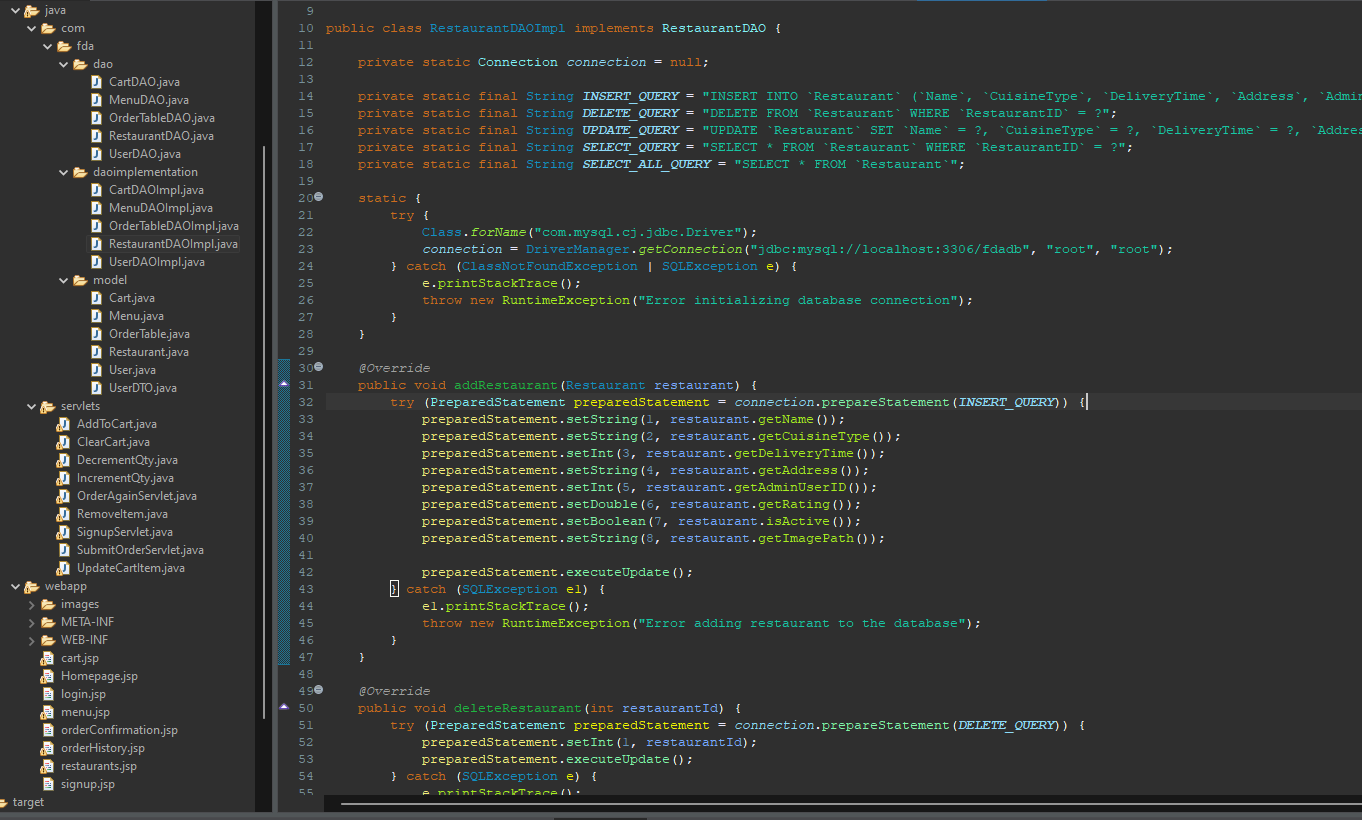 java
com
fda
dao
CartDAO.java
MenuDAO.java
OrderTableDAO.java
RestaurantDAO.java
UserDAO.java
daoimplementation
CartDAOImpl.java
MenuDAOImpl.java
OrderTableDAOImpl.java
RestaurantDAOImpl.java
UserDAOImpl.java
model
Cart.java
Menu.java
OrderTable.java
Restaurant.java
User.java
UserDTO.java
servlets
AddToCart.java
ClearCart.java
DecrementQty.java
IncrementQty.java
OrderAgainServlet.java
RemoveItem.java
SignupServlet.java
SubmitOrderServlet.java
UpdateCartItem.java
webapp
images
META-INF
WEB-INF
cart.jsp
Homepage.jsp
login.jsp
menu.jsp
orderConfirmation.jsp
orderHistory.jsp
restaurants.jsp
signup.jsp
target
9
10 public class RestaurantDAOImpl implements RestaurantDAO {
11
12     private static Connection connection = null;
13
14     private static final String INSERT_QUERY = "INSERT INTO `Restaurant` (`Name`, `CuisineType`, `DeliveryTime`, `Address`, `Admin
15     private static final String DELETE_QUERY = "DELETE FROM `Restaurant` WHERE `RestaurantID` = ?";
16     private static final String UPDATE_QUERY = "UPDATE `Restaurant` SET `Name` = ?, `CuisineType` = ?, `DeliveryTime` = ?, `Addres
17     private static final String SELECT_QUERY = "SELECT * FROM `Restaurant` WHERE `RestaurantID` = ?";
18     private static final String SELECT_ALL_QUERY = "SELECT * FROM `Restaurant`";
19
20     static {
21         try {
22             Class.forName("com.mysql.cj.jdbc.Driver");
23             connection = DriverManager.getConnection("jdbc:mysql://localhost:3306/fdadb", "root", "root");
24         } catch (ClassNotFoundException | SQLException e) {
25             e.printStackTrace();
26             throw new RuntimeException("Error initializing database connection");
27         }
28     }
29
30     @Override
31     public void addRestaurant(Restaurant restaurant) {
32         try (PreparedStatement preparedStatement = connection.prepareStatement(INSERT_QUERY)) {
33             preparedStatement.setString(1, restaurant.getName());
34             preparedStatement.setString(2, restaurant.getCuisineType());
35             preparedStatement.setInt(3, restaurant.getDeliveryTime());
36             preparedStatement.setString(4, restaurant.getAddress());
37             preparedStatement.setInt(5, restaurant.getAdminUserID());
38             preparedStatement.setDouble(6, restaurant.getRating());
39             preparedStatement.setBoolean(7, restaurant.isActive());
40             preparedStatement.setString(8, restaurant.getImagePath());
41
42             preparedStatement.executeUpdate();
43         } catch (SQLException e1) {
44             e1.printStackTrace();
45             throw new RuntimeException("Error adding restaurant to the database");
46         }
47     }
48
49     @Override
50     public void deleteRestaurant(int restaurantId) {
51         try (PreparedStatement preparedStatement = connection.prepareStatement(DELETE_QUERY)) {
52             preparedStatement.setInt(1, restaurantId);
53             preparedStatement.executeUpdate();
54         } catch (SQLException e) {
55             e.printStackTrace();